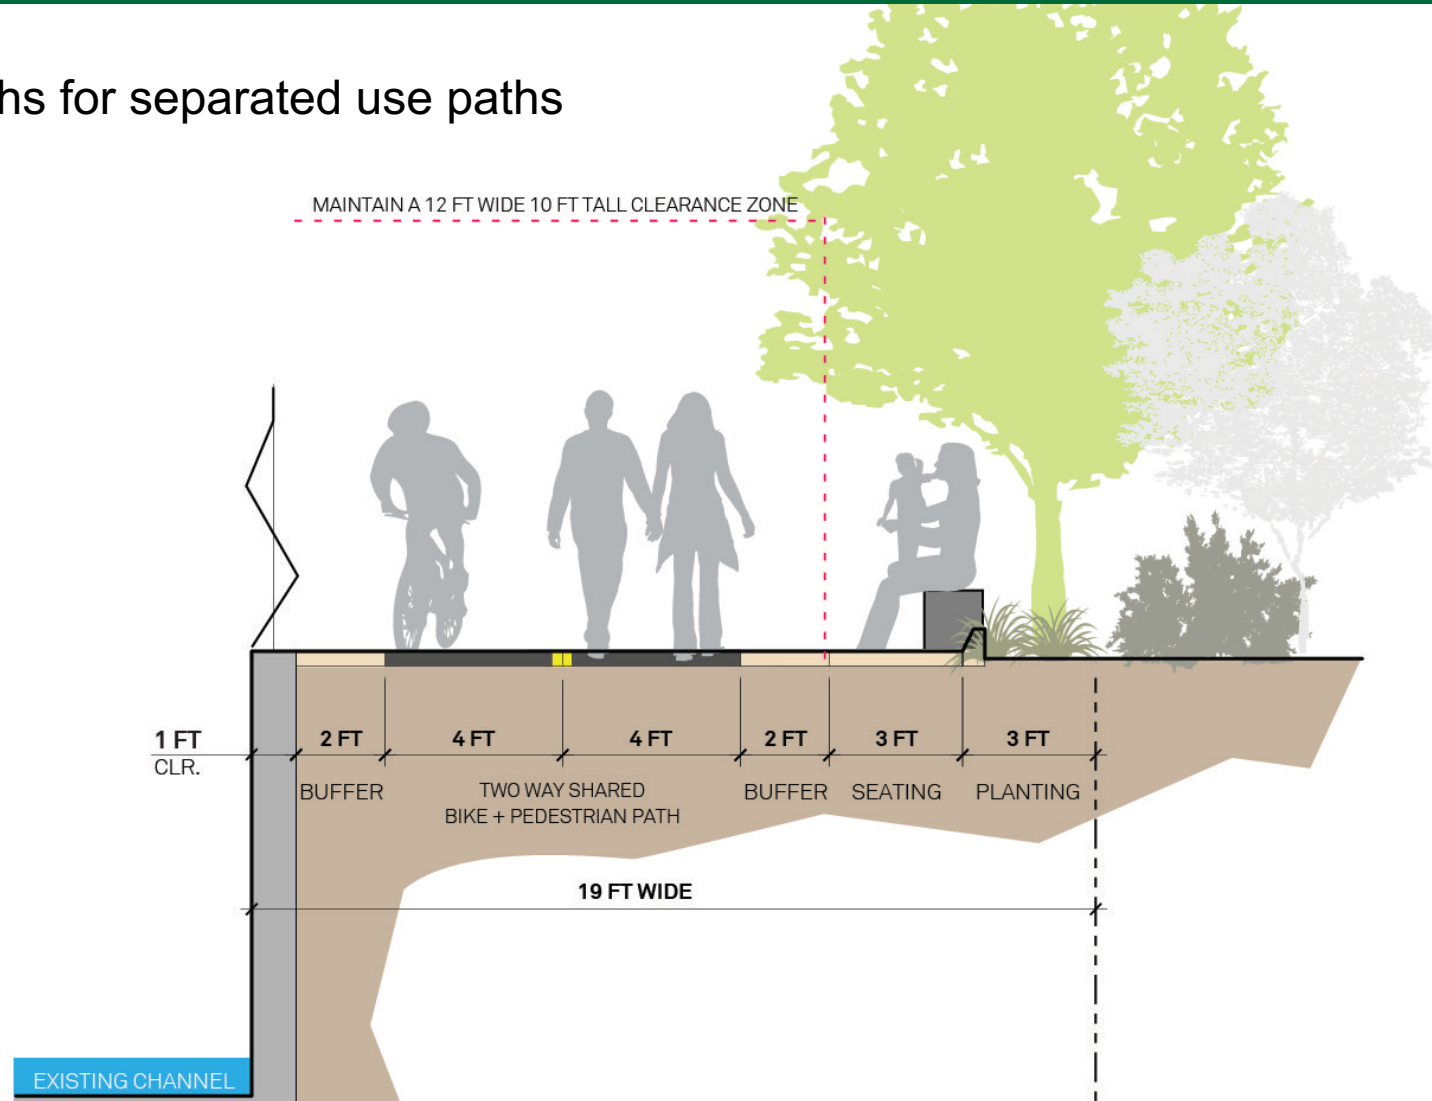 for separated use paths
MAINTAIN A 12 FT WIDE 10 FT TALL CLEARANCE ZONE
1 FT
CLR.
2 FT
4 FT
4 FT
2 FT
3 FT
3 FT
BUFFER
TWO WAY SHARED
BIKE + PEDESTRIAN PATH
BUFFER
SEATING
PLANTING
19 FT WIDE
EXISTING CHANNEL